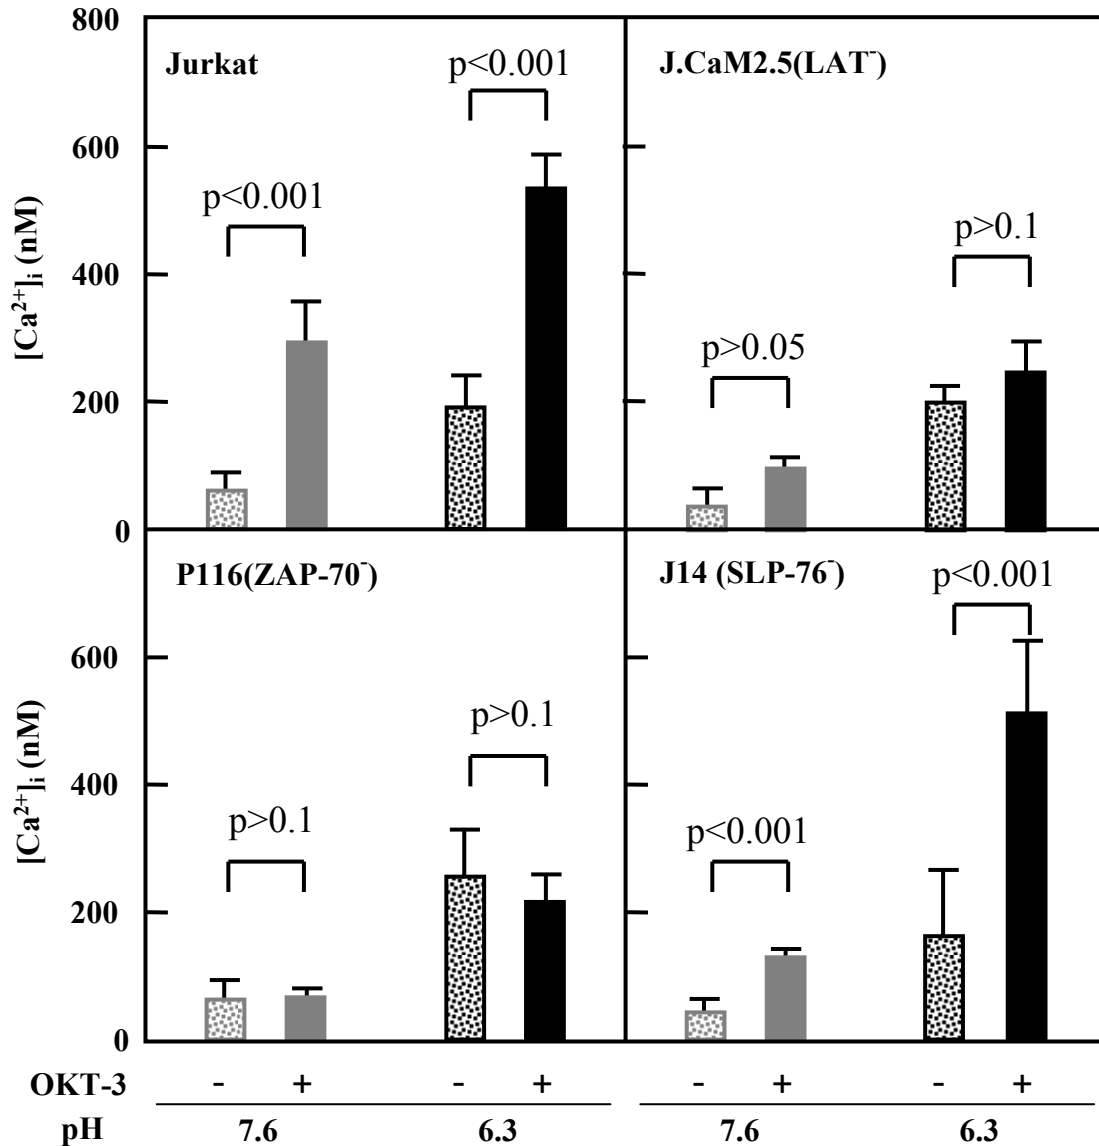 800
Jurkat
p<0.001
J.CaM2.5(LAT⁻)
600
p<0.001
p>0.1
[Ca²⁺]ᵢ (nM)
400
p>0.05
200
0
P116(ZAP-70⁻)
J14 (SLP-76⁻)
p<0.001
600
p>0.1
[Ca²⁺]ᵢ (nM)
400
p>0.1
p<0.001
200
0
OKT-3 - + - + - + - +
pH 7.6 6.3 7.6 6.3